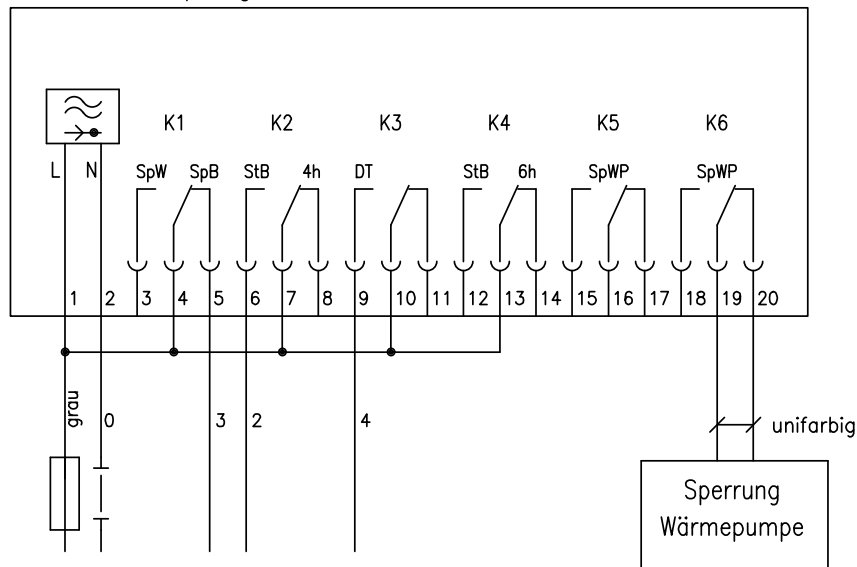 K1 K2 K3 K4 K5 K6
L N SpW SpB StB 4h DT StB 6h SpWP SpWP
1 2 3 4 5 6 7 8 9 10 11 12 13 14 15 16 17 18 19 20
grau 0 3 2 4 unifarbig
Sperrung
Wärmepumpe